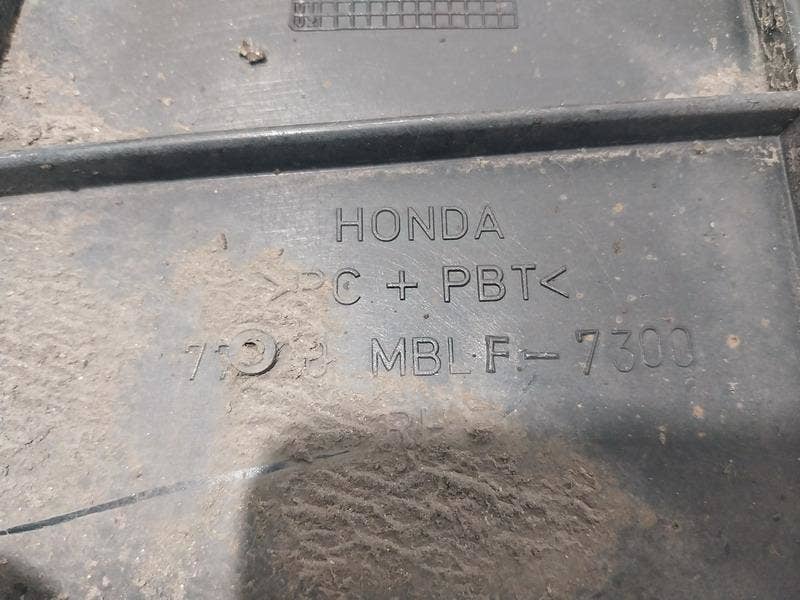 HONDA
>PC + PBT<
MBL F - 7300
R